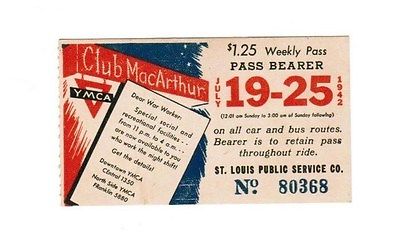 Club MacArthur
YMCA
Dear War Worker:
Special social and
recreational facilities...
from 11 p.m. to 4 a.m....
are now available to you
who work the night shift!
Get the details!
Downtown YMCA
CEntral 1350
North Side YMCA
FRanklin 5880
$1.25 Weekly Pass
PASS BEARER
JULY
19-25
1942
(12:01 am Sunday to 3:00 am of Sunday following)
on all car and bus routes.
Bearer is to retain pass
throughout ride.
ST. LOUIS PUBLIC SERVICE CO.
No 80368